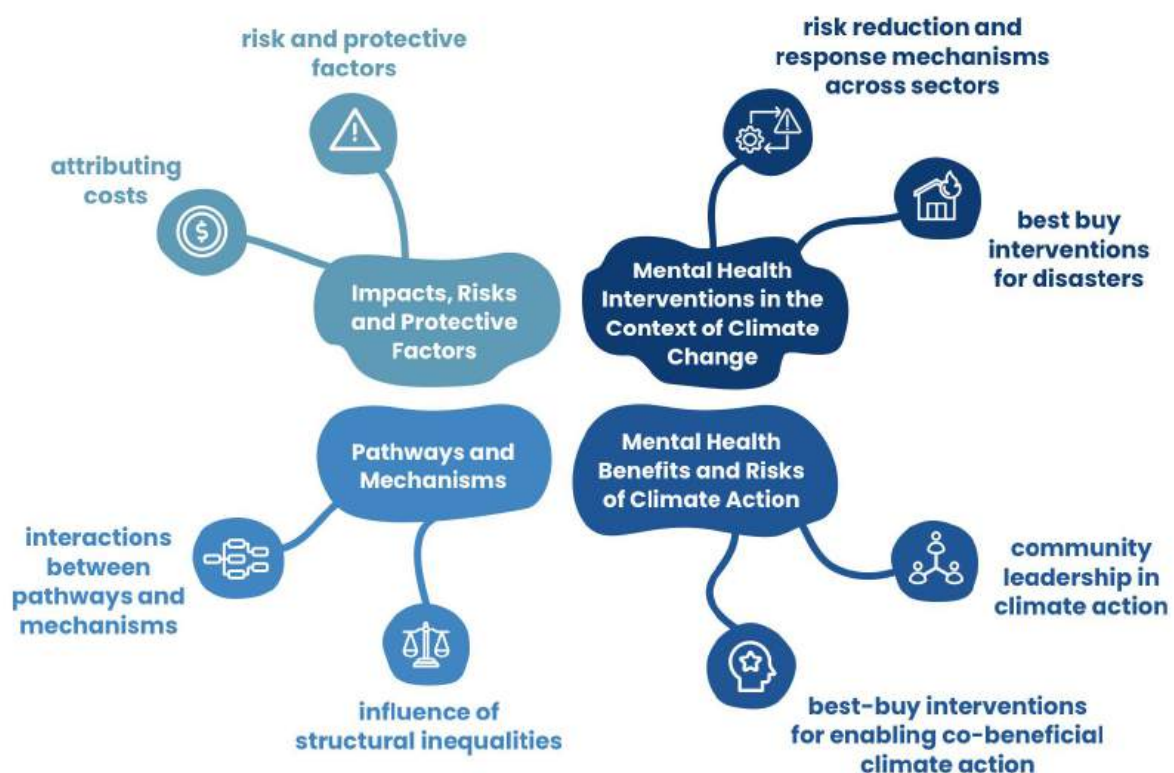 risk and protective
factors
attributing
costs
$
Impacts, Risks
and Protective
Factors
risk reduction and
response mechanisms
across sectors
best buy
interventions
for disasters
Mental Health
Interventions in the
Context of Climate
Change
Pathways and
Mechanisms
interactions
between
pathways and
mechanisms
influence of
structural inequalities
Mental Health
Benefits and Risks
of Climate Action
community
leadership in
climate action
best-buy interventions
for enabling co-beneficial
climate action